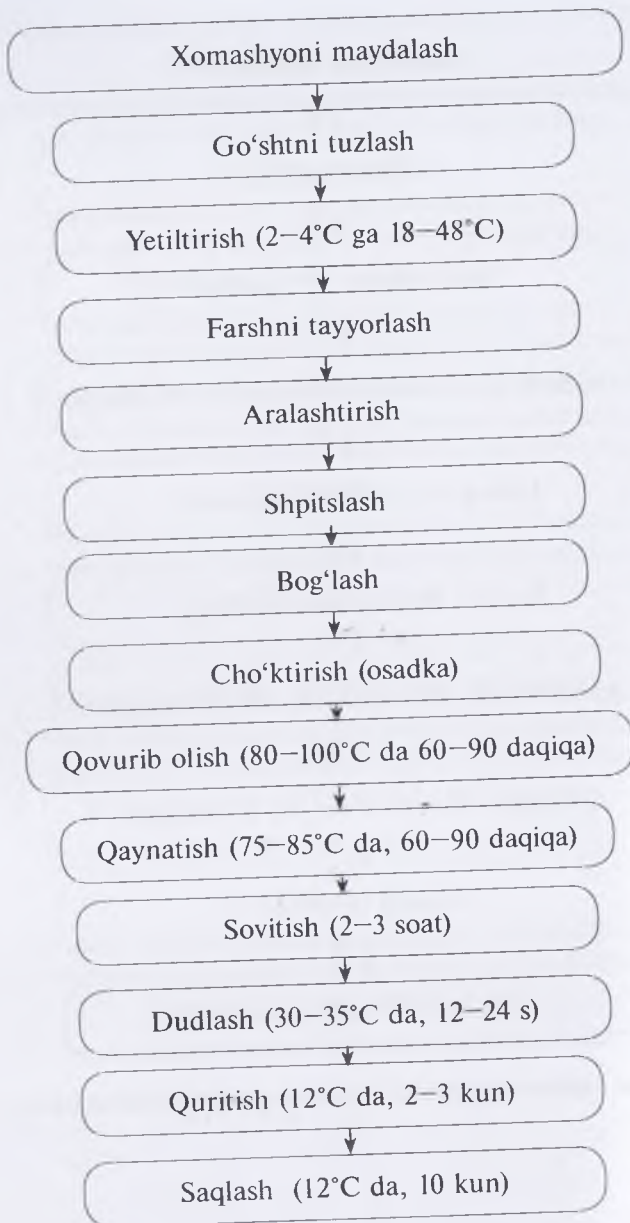 Xomashyoni maydalash
Go‘shtni tuzlash
Yetiltirish (2—4°C ga 18—48°C)
Farshni tayyorlash
Aralashtirish
Shpitslash
Bog‘lash
Cho‘ktirish (osadka)
Qovurib olish (80—100°C da 60—90 daqiqa)
Qaynatish (75—85°C da, 60—90 daqiqa)
Sovitish (2—3 soat)
Dudlash (30—35°C da, 12—24 s)
Quritish (12°C da, 2—3 kun)
Saqlash (12°C da, 10 kun)